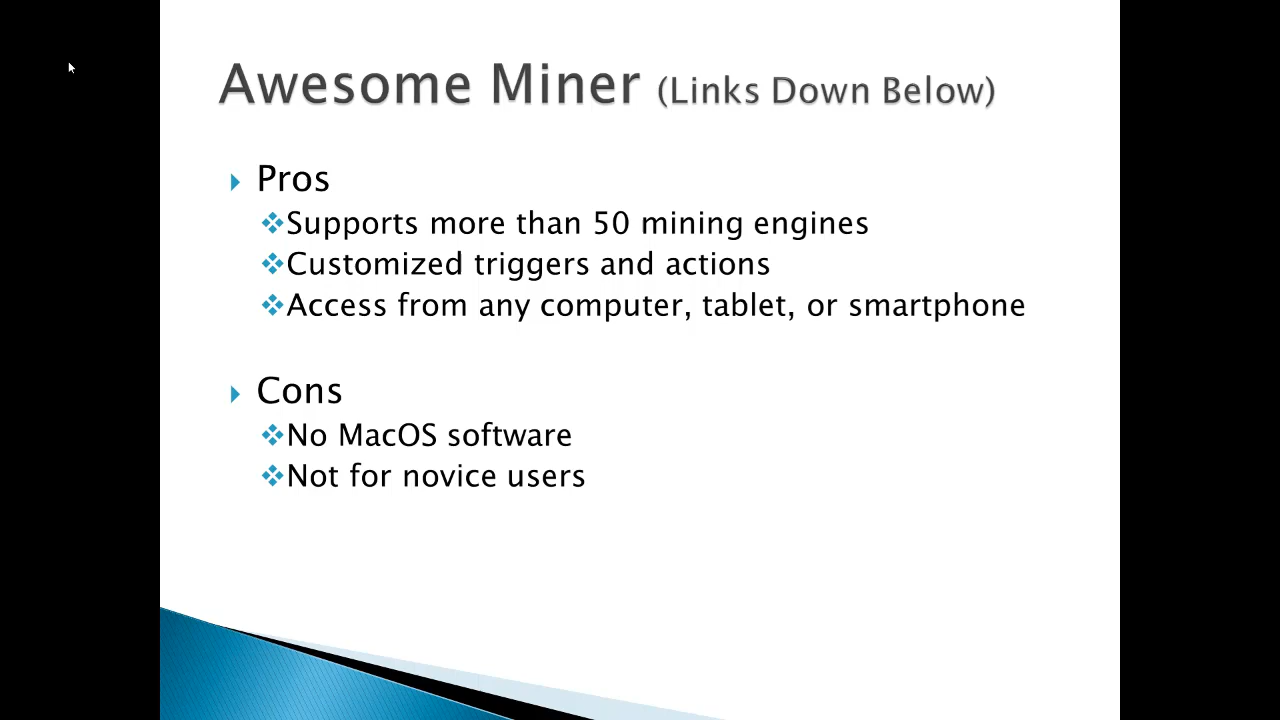 Awesome Miner (Links Down Below)
Pros
Supports more than 50 mining engines
Customized triggers and actions
Access from any computer, tablet, or smartphone
Cons
No MacOS software
Not for novice users